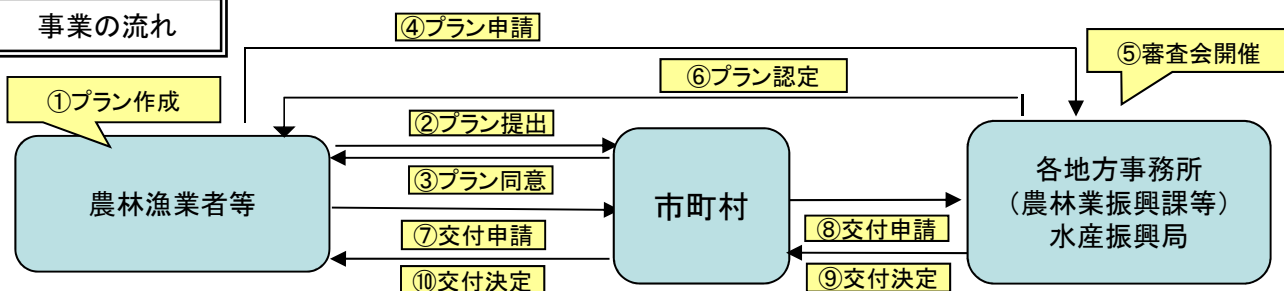 事業の流れ
④プラン申請
⑤審査会開催
⑥プラン認定
①プラン作成
②プラン提出
③プラン同意
農林漁業者等
市町村
各地方事務所
（農林業振興課等）
水産振興局
⑦交付申請
⑧交付申請
⑨交付決定
⑩交付決定